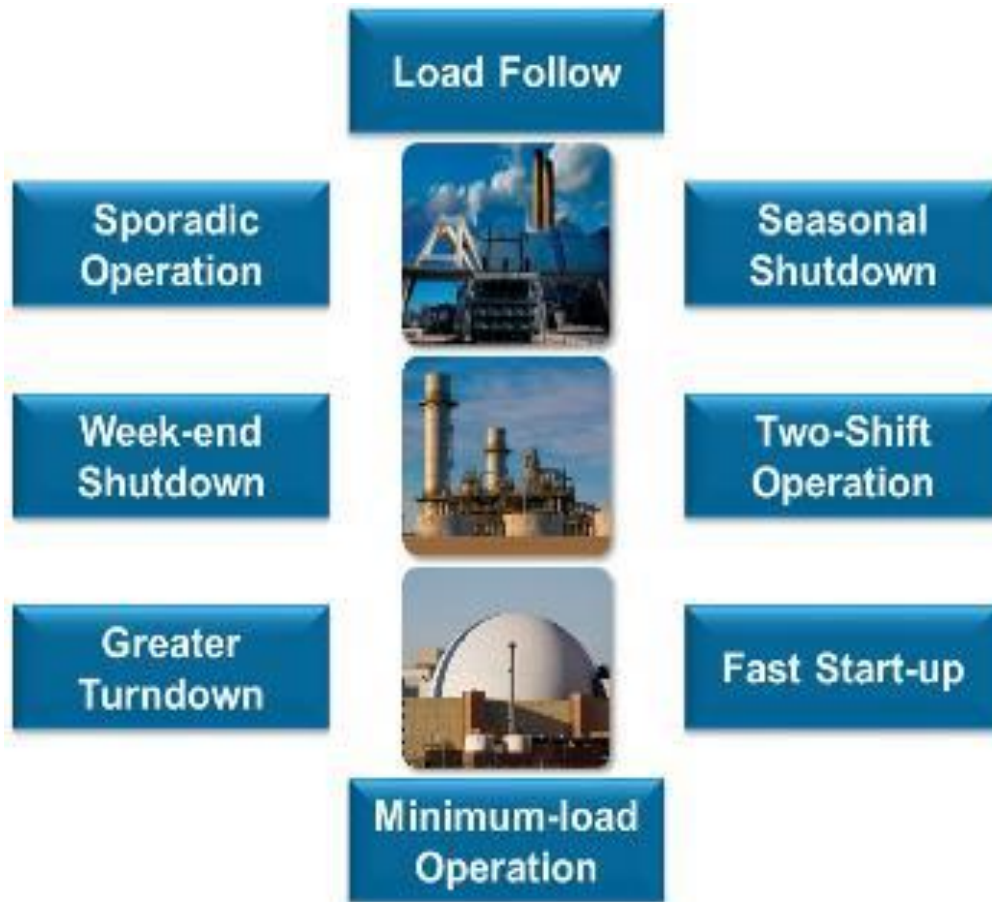 Load Follow
Sporadic
Operation
Seasonal
Shutdown
Week-end
Shutdown
Two-Shift
Operation
Greater
Turndown
Fast Start-up
Minimum-load
Operation